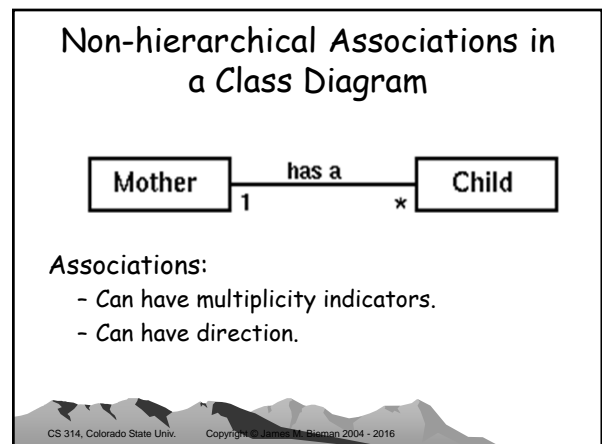 Non-hierarchical Associations in
a Class Diagram
Mother
has a
Child
1
*
Associations:
- Can have multiplicity indicators.
- Can have direction.
CS 314, Colorado State Univ. Copyright © James M. Bieman 2004 - 2016